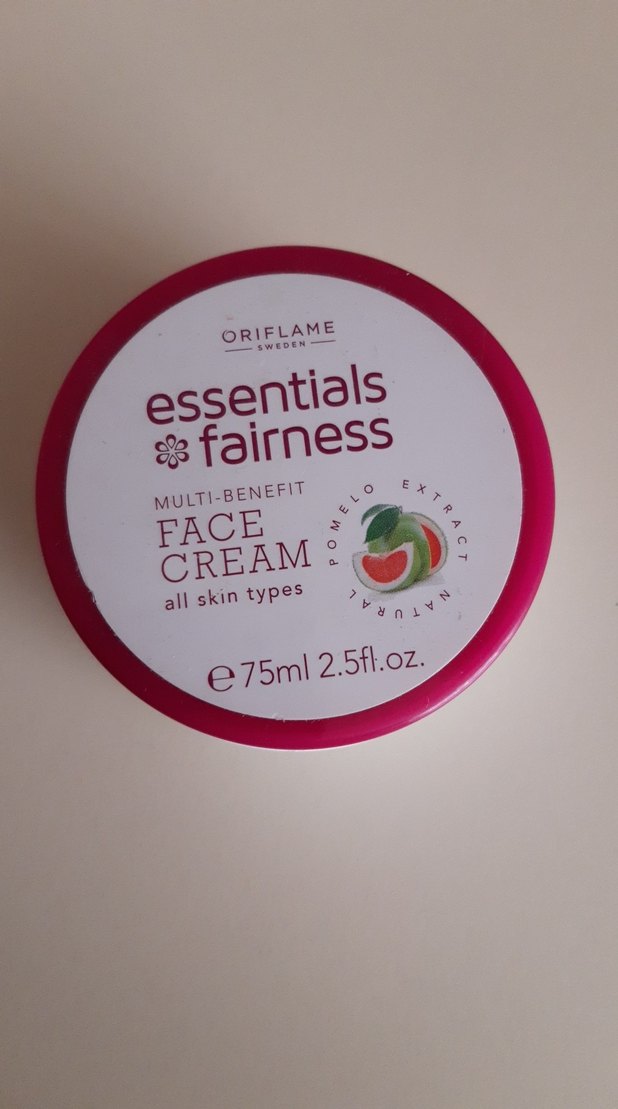 ORIFLAME
SWEDEN
essentials
fairness
MULTI-BENEFIT
FACE
CREAM
all skin types
NATURAL POMELO EXTRACT
℮75ml 2.5fl.oz.